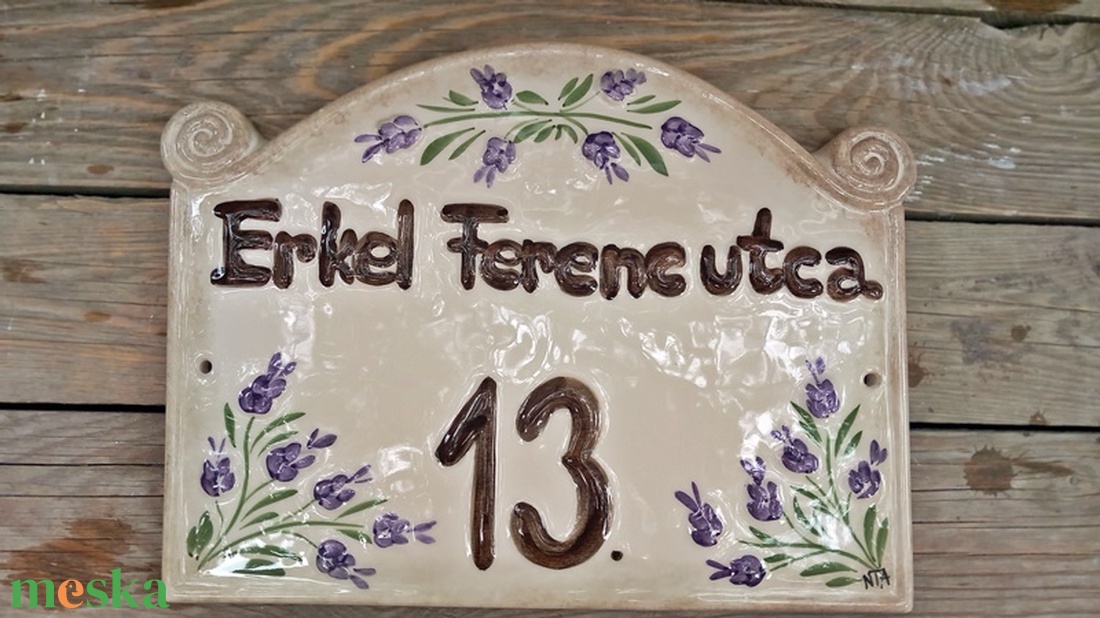 Erkel Ferenc utca
13.
NTA
meska